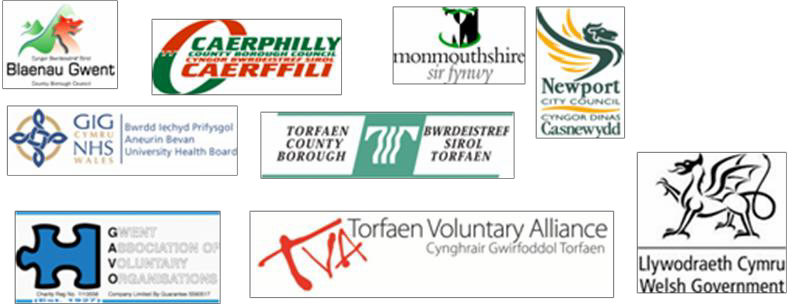 Cyngor Bwrdeistref Sirol
Blaenau Gwent
County Borough Council
CAERPHILLY
COUNTY BOROUGH COUNCIL
CYNGOR BWRDEISTREF SIROL
CAERFFILI
monmouthshire
sir fynwy
Newport
CITY COUNCIL
CYNGOR DINAS
Casnewydd
GIG
CYMRU
NHS
WALES
Bwrdd Iechyd Prifysgol
Aneurin Bevan
University Health Board
TORFAEN
COUNTY
BOROUGH
BWRDEISTREF
SIROL
TORFAEN
GWENT
ASSOCIATION OF
VOLUNTARY
ORGANISATIONS
Charity Reg No
Company Limited By Guarantee
(Est. 1927)
TVA
Torfaen Voluntary Alliance
Cynghrair Gwirfoddol Torfaen
Llywodraeth Cymru
Welsh Government